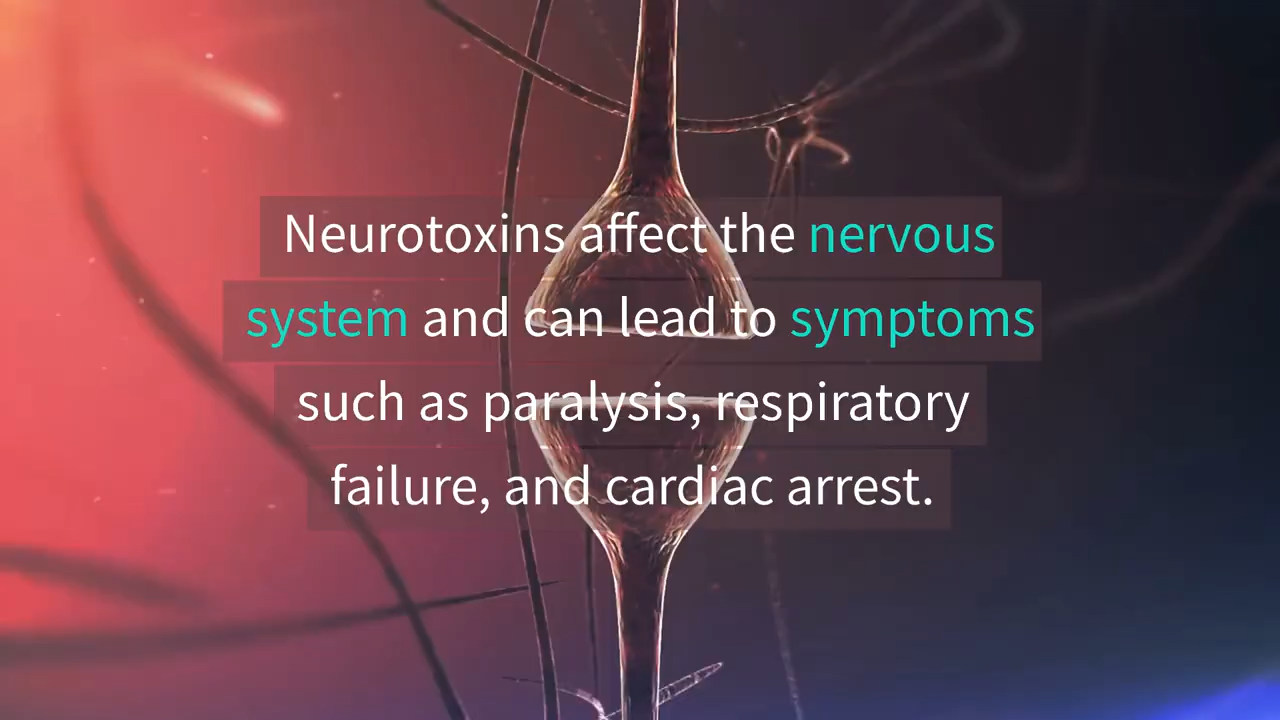 Neurotoxins affect the nervous
system and can lead to symptoms
such as paralysis, respiratory
failure, and cardiac arrest.